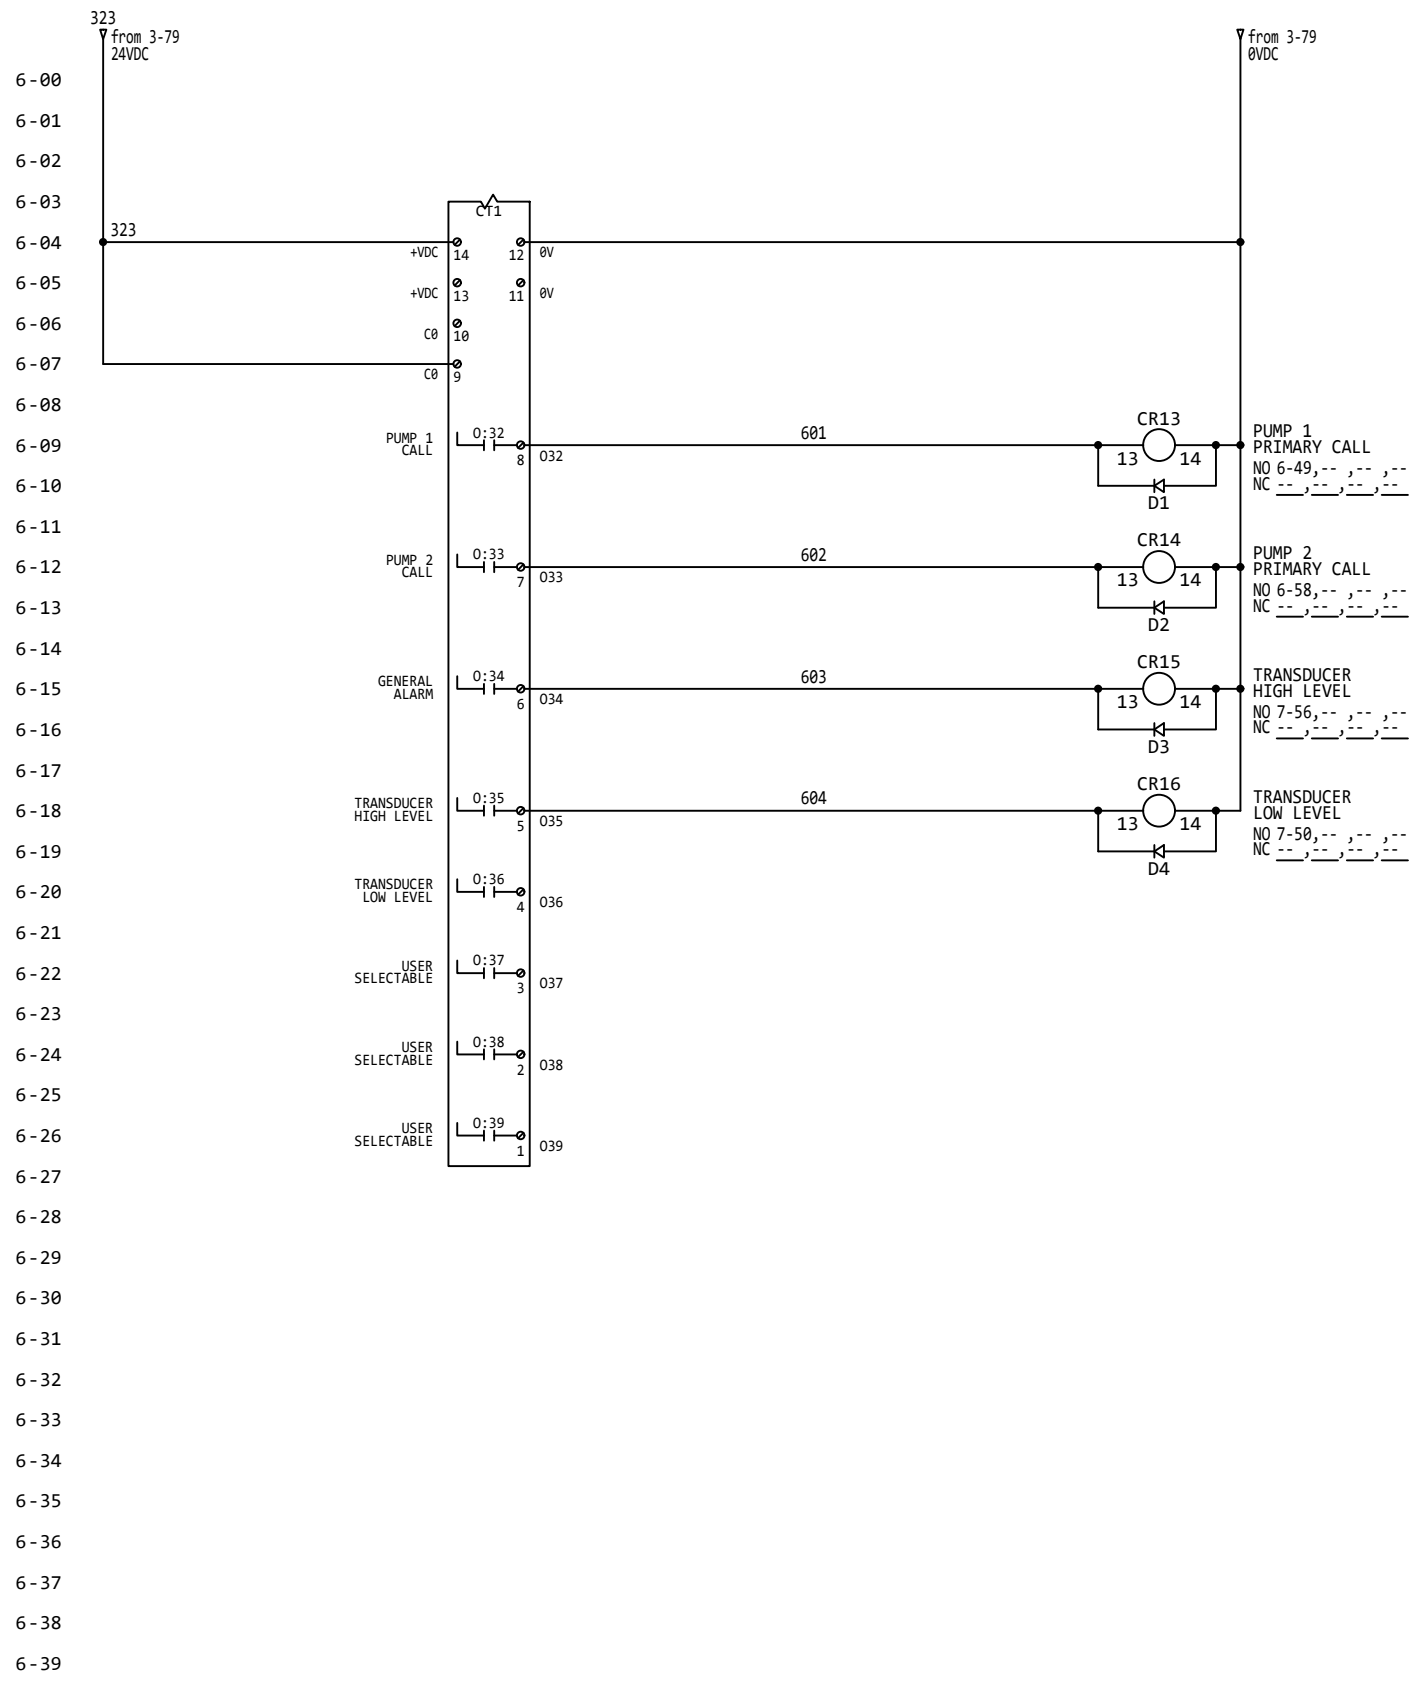 323
from 3-79
24VDC
from 3-79
0VDC
6-00
6-01
6-02
6-03
CT1
6-04
323
+VDC
14
12
0V
6-05
+VDC
13
11
0V
6-06
C0
10
6-07
C0
9
6-08
6-09
PUMP 1
CALL
O:32
8
O32
601
CR13
13
14
PUMP 1
PRIMARY CALL
NO 6-49,-- ,-- ,--
NC -- ,-- ,-- ,--
6-10
D1
6-11
6-12
PUMP 2
CALL
O:33
7
O33
602
CR14
13
14
PUMP 2
PRIMARY CALL
NO 6-58,-- ,-- ,--
NC -- ,-- ,-- ,--
6-13
D2
6-14
6-15
GENERAL
ALARM
O:34
6
O34
603
CR15
13
14
TRANSDUCER
HIGH LEVEL
NO 7-56,-- ,-- ,--
NC -- ,-- ,-- ,--
6-16
D3
6-17
6-18
TRANSDUCER
HIGH LEVEL
O:35
5
O35
604
CR16
13
14
TRANSDUCER
LOW LEVEL
NO 7-50,-- ,-- ,--
NC -- ,-- ,-- ,--
6-19
D4
6-20
TRANSDUCER
LOW LEVEL
O:36
4
O36
6-21
6-22
USER
SELECTABLE
O:37
3
O37
6-23
6-24
USER
SELECTABLE
O:38
2
O38
6-25
6-26
USER
SELECTABLE
O:39
1
O39
6-27
6-28
6-29
6-30
6-31
6-32
6-33
6-34
6-35
6-36
6-37
6-38
6-39